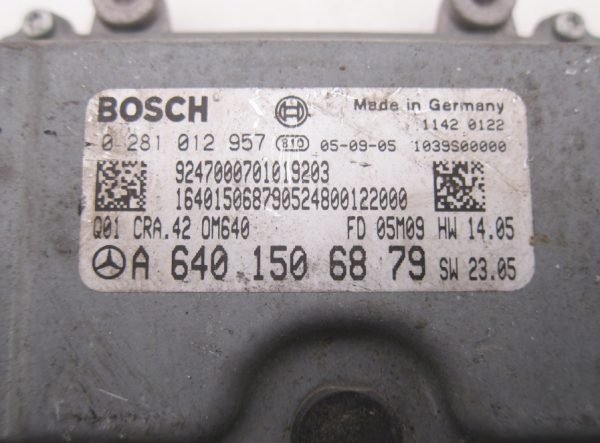 BOSCH Made in Germany
1142 0122
0 281 012 957 810 05-09-05 1039S00000
9247000701019203
16401506879052480012200​0
Q01 CRA.42 OM640 FD 05M09 HW 14.05
A 640 150 68 79 SW 23.05